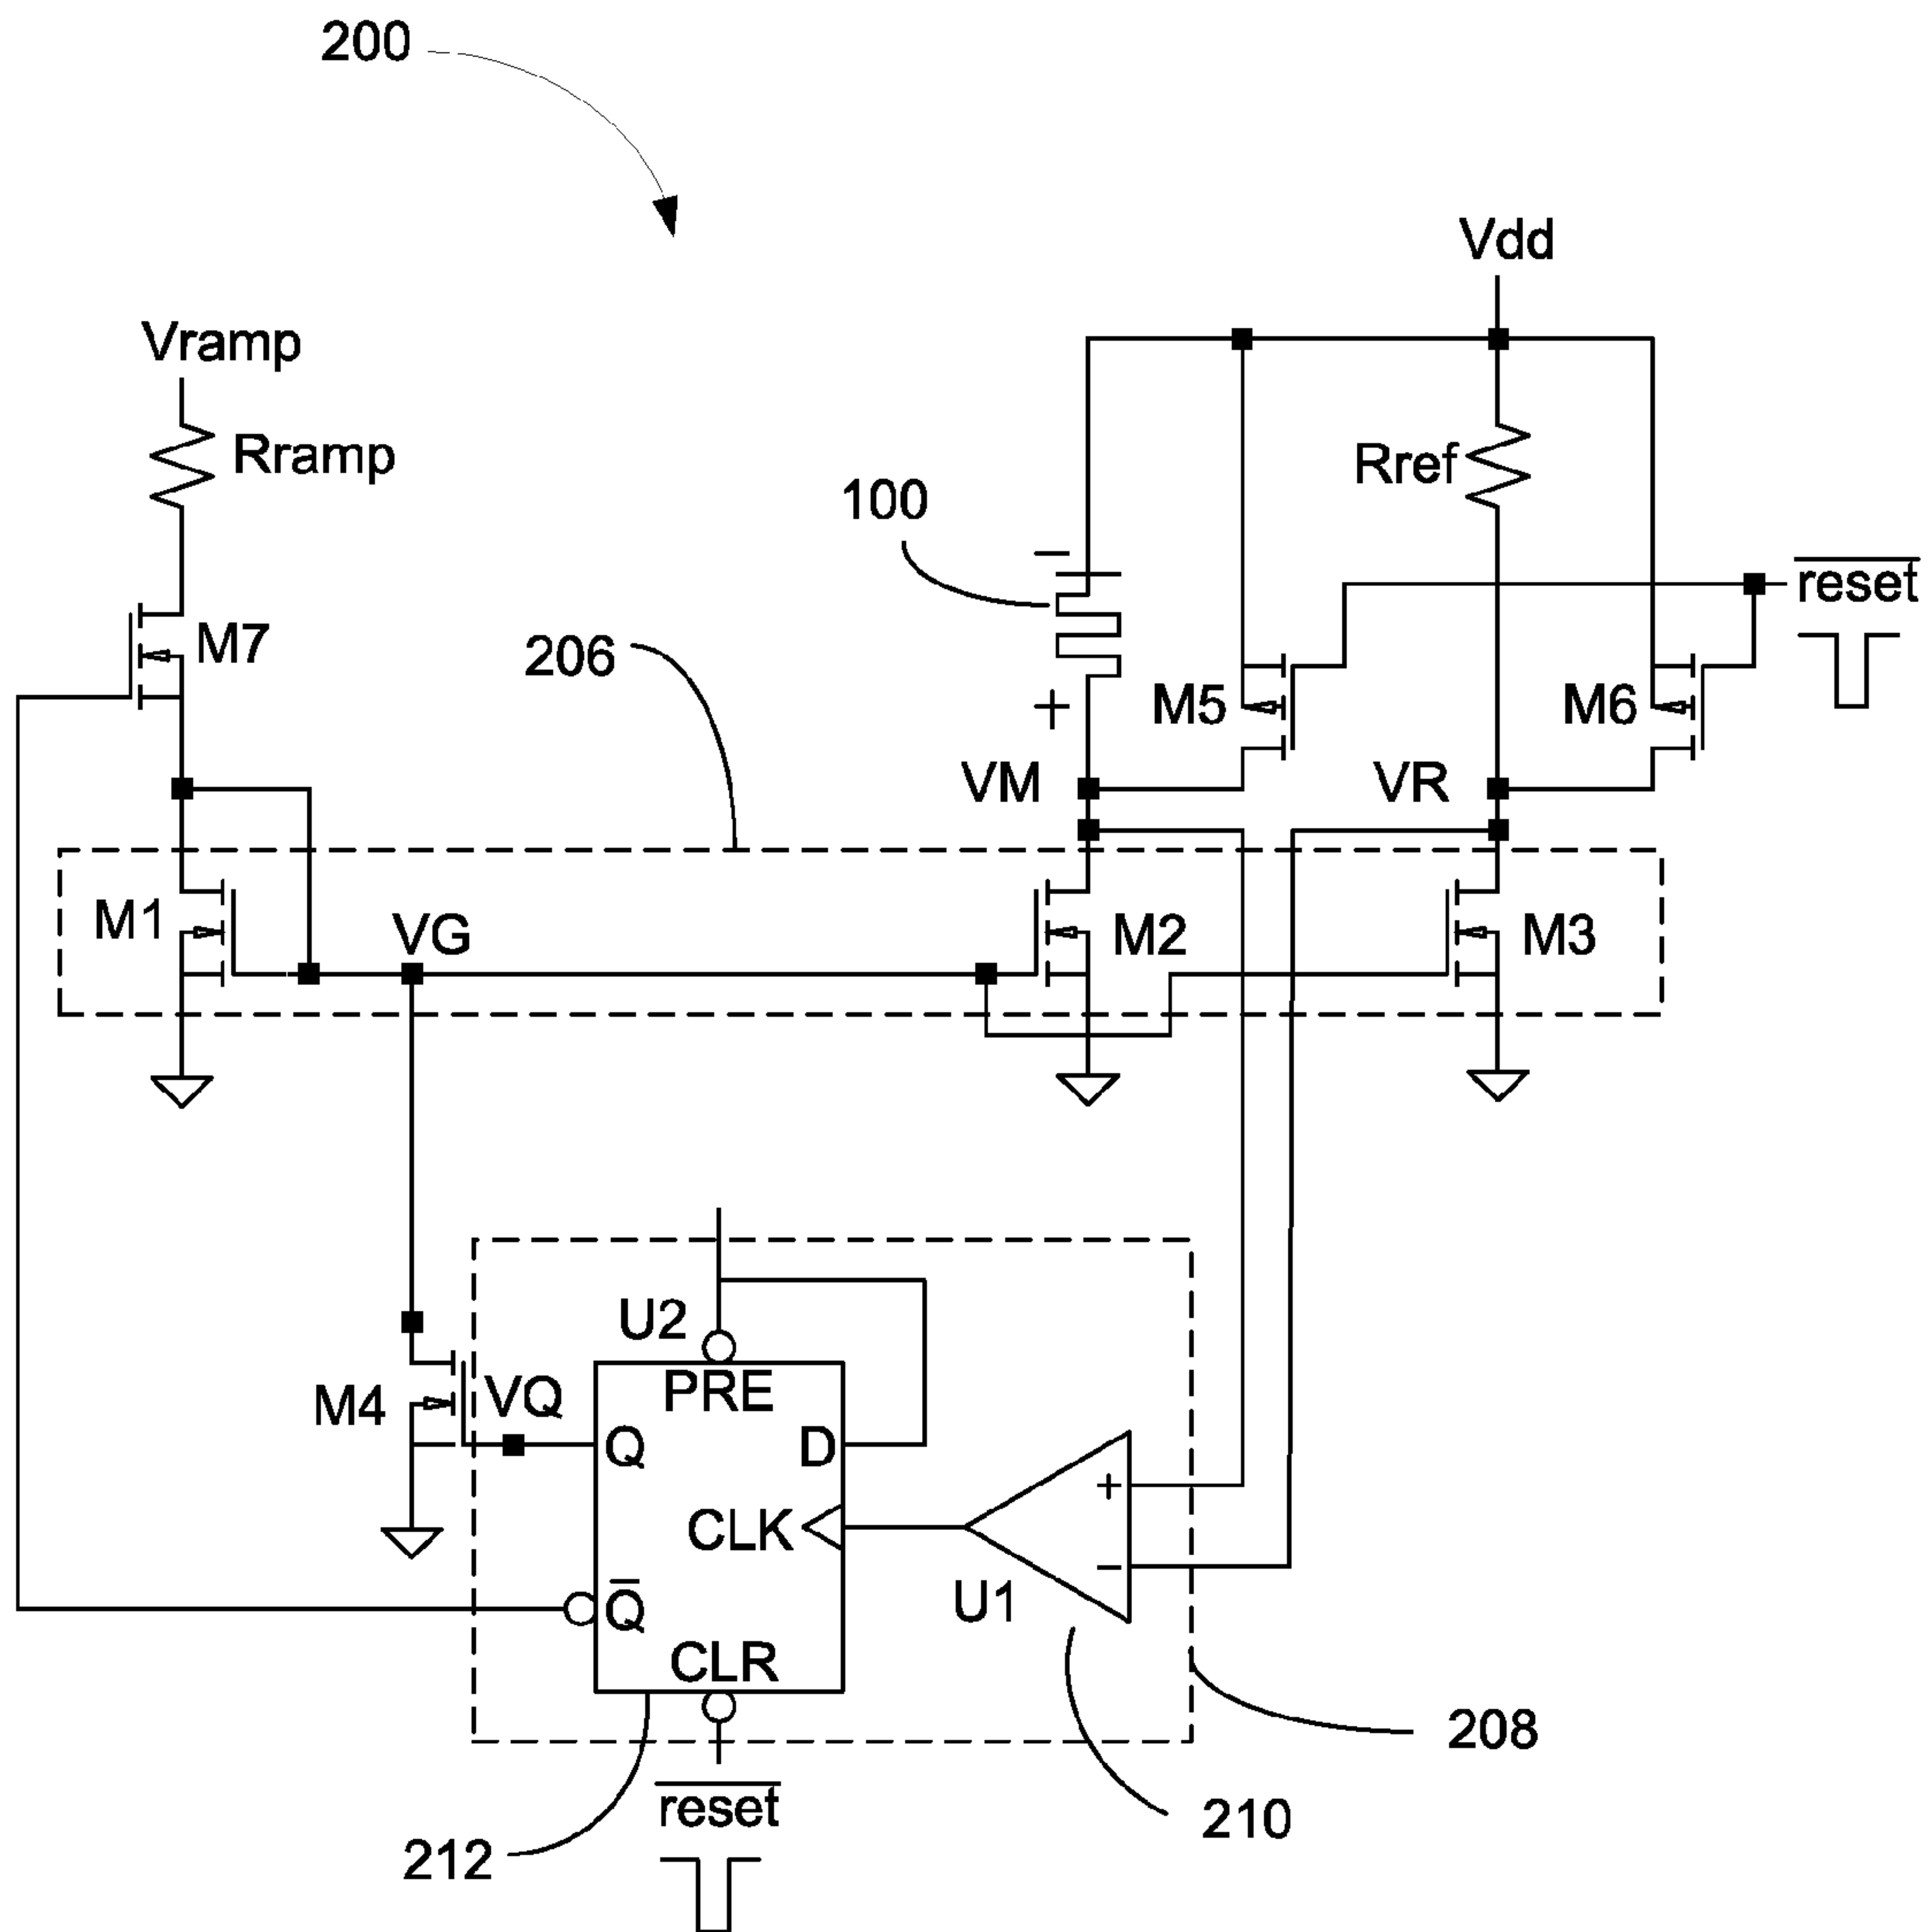 200
Vdd
Vramp
Rramp
Rref
100
−
reset
M7
206
M5
M6
+
VM
VR
M1
VG
M2
M3
U2
PRE
M4
VQ
Q
D
+
CLK
−
Q
U1
CLR
208
reset
210
212